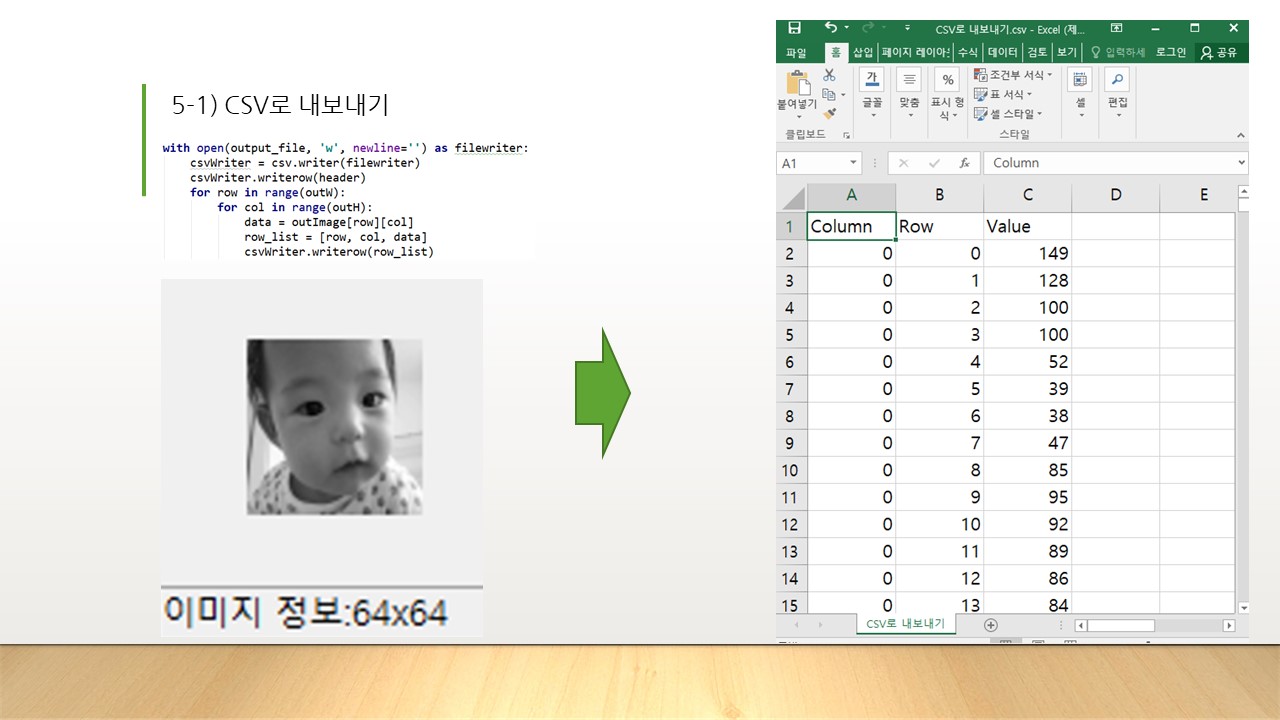 5-1) CSV로 내보내기
with open(output_file, 'w', newline='') as filewriter:
csvWriter = csv.writer(filewriter)
csvWriter.writerow(header)
for row in range(outW):
for col in range(outH):
data = outImage[row][col]
row_list = [row, col, data]
csvWriter.writerow(row_list)
이미지 정보:64x64
CSV로 내보내기.csv - Excel (제...
파일 홈 삽입 페이지 레이아 수식 데이터 검토 보기 입력하세 로그인 공유
붙여넣기 글꼴 맞춤 표시 형식 조건부 서식 표 서식 셀 스타일 셀 편집
클립보드 스타일
A1 fx Column
A B C D E
1 Column Row Value
2 0 0 149
3 0 1 128
4 0 2 100
5 0 3 100
6 0 4 52
7 0 5 39
8 0 6 38
9 0 7 47
10 0 8 85
11 0 9 95
12 0 10 92
13 0 11 89
14 0 12 86
15 0 13 84
CSV로 내보내기